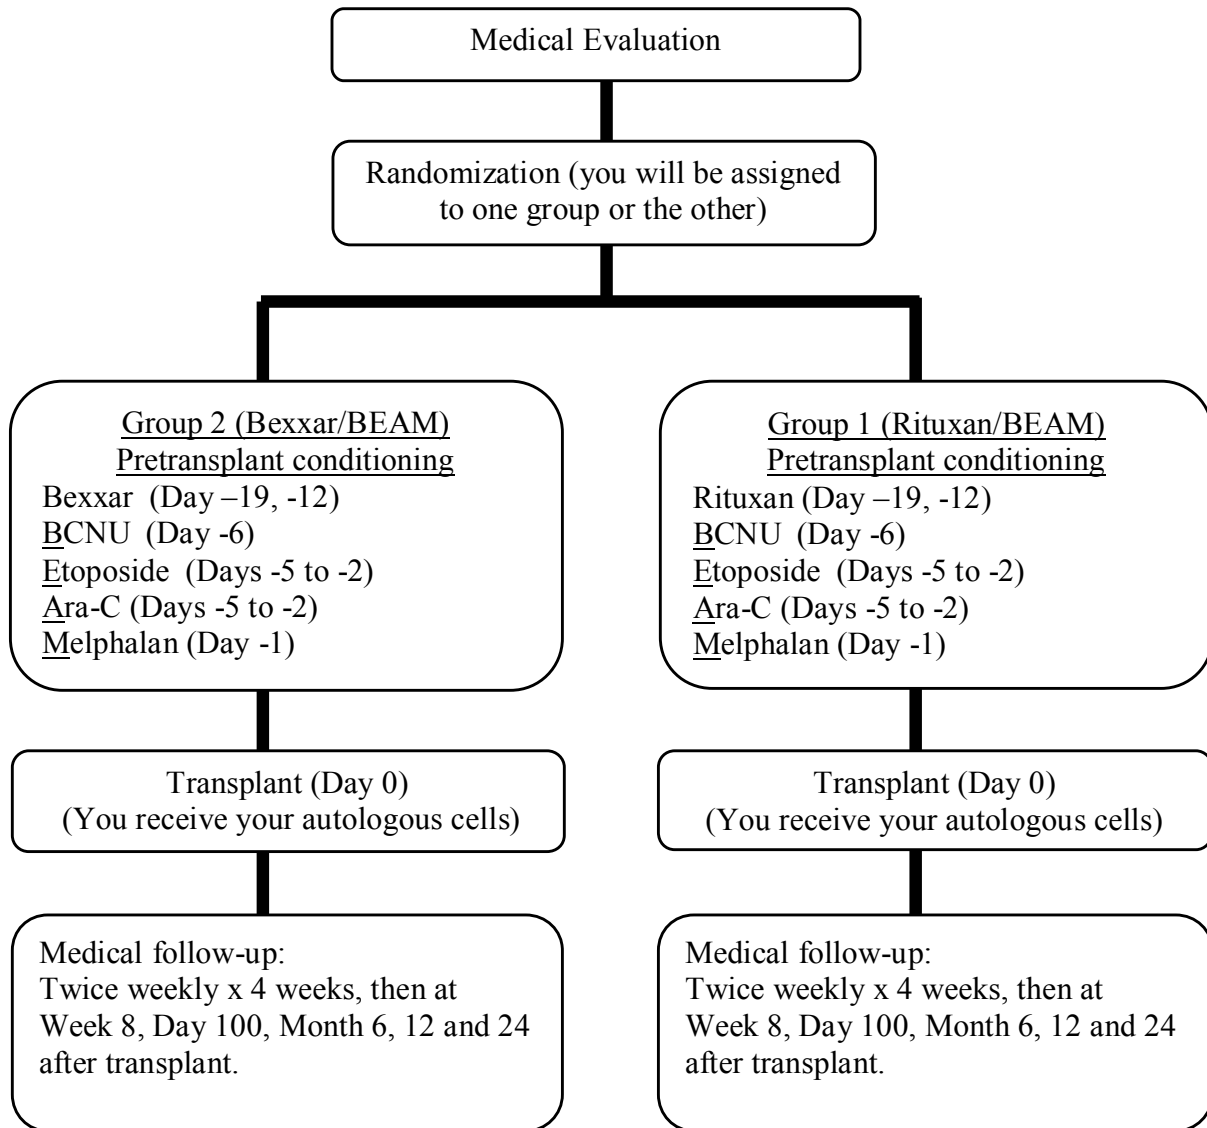 Medical Evaluation
Randomization (you will be assigned
to one group or the other)
Group 2 (Bexxar/BEAM)
Pretransplant conditioning
Bexxar  (Day –19, -12)
BCNU  (Day -6)
Etoposide  (Days -5 to -2)
Ara-C (Days -5 to -2)
Melphalan (Day -1)
Group 1 (Rituxan/BEAM)
Pretransplant conditioning
Rituxan (Day –19, -12)
BCNU  (Day -6)
Etoposide  (Days -5 to -2)
Ara-C (Days -5 to -2)
Melphalan (Day -1)
Transplant (Day 0)
(You receive your autologous cells)
Transplant (Day 0)
(You receive your autologous cells)
Medical follow-up:
Twice weekly x 4 weeks, then at
Week 8, Day 100, Month 6, 12 and 24
after transplant.
Medical follow-up:
Twice weekly x 4 weeks, then at
Week 8, Day 100, Month 6, 12 and 24
after transplant.